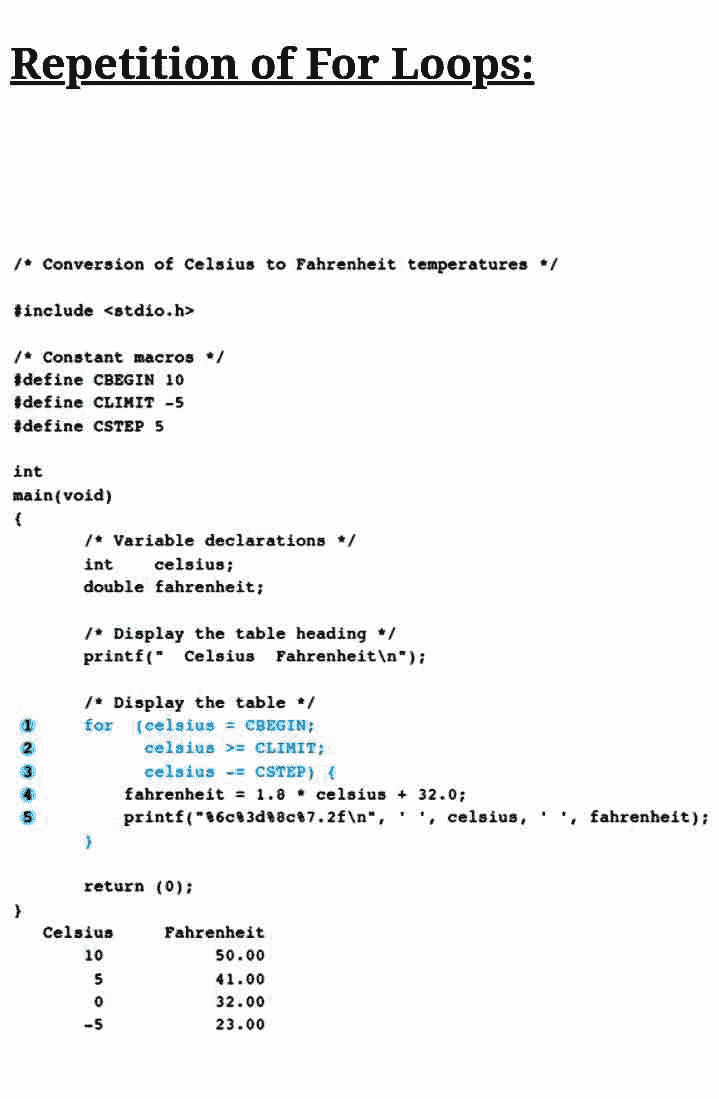 Repetition of For Loops:
/* Conversion of Celsius to Fahrenheit temperatures */
#include <stdio.h>
/* Constant macros */
#define CBEGIN 10
#define CLIMIT -5
#define CSTEP 5
int
main(void)
{
/* Variable declarations */
int    celsius;
double fahrenheit;
/* Display the table heading */
printf("  Celsius  Fahrenheit\n");
/* Display the table */
1 for  (celsius = CBEGIN;
2 celsius >= CLIMIT;
3 celsius -= CSTEP) {
4 fahrenheit = 1.8 * celsius + 32.0;
5 printf("%6c%3d%8c%7.2f\n", ' ', celsius, ' ', fahrenheit);
}
return (0);
}
Celsius     Fahrenheit
10           50.00
5           41.00
0           32.00
-5           23.00